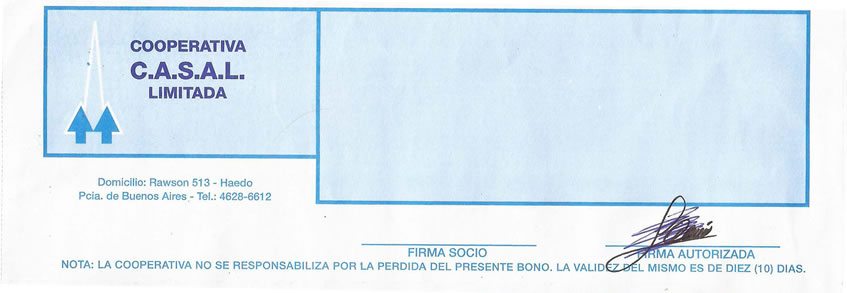 COOPERATIVA
C.A.S.A.L.
LIMITADA
Domicilio: Rawson 513 - Haedo
Pcia. de Buenos Aires - Tel.: 4628-6612
FIRMA SOCIO
FIRMA AUTORIZADA
NOTA: LA COOPERATIVA NO SE RESPONSABILIZA POR LA PERDIDA DEL PRESENTE BONO. LA VALIDEZ DEL MISMO ES DE DIEZ (10) DIAS.